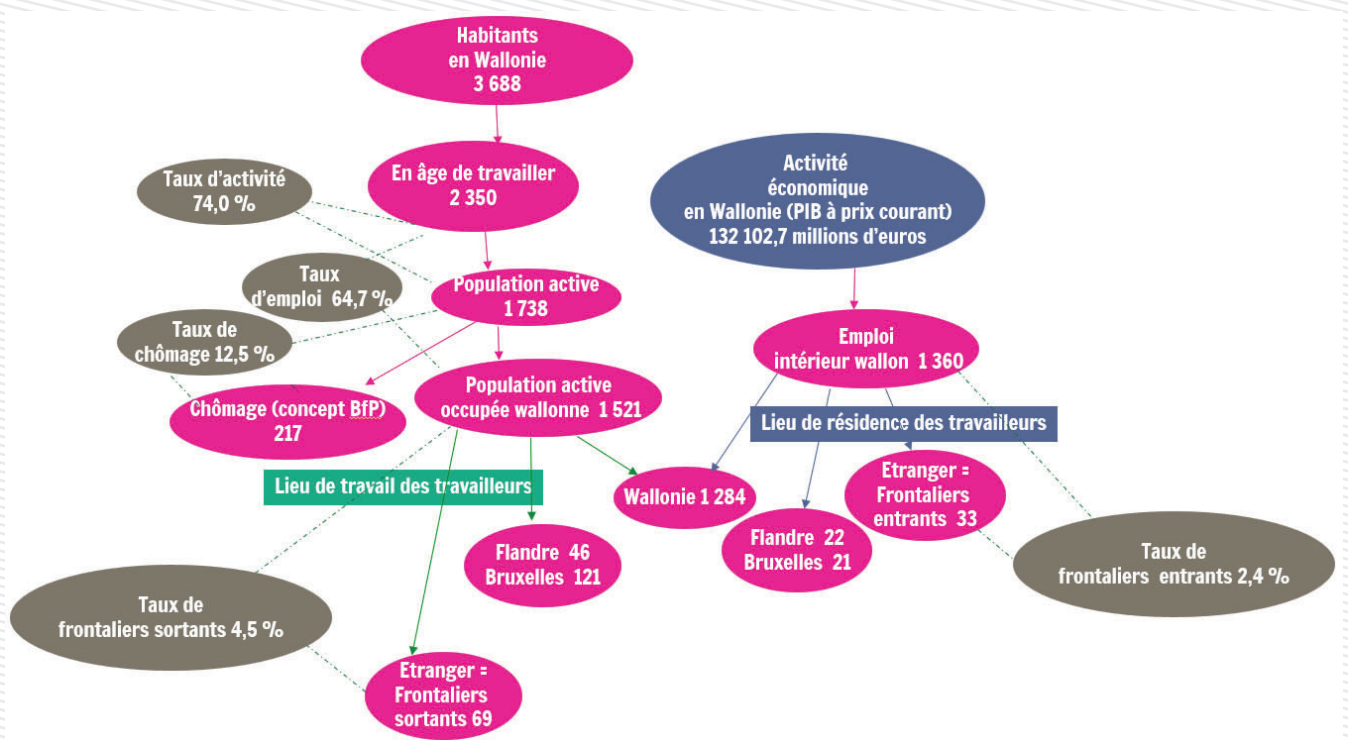 Habitants
en Wallonie
3 688
En âge de travailler
2 350
Taux d'activité
74,0 %
Activité
économique
en Wallonie (PIB à prix courant)
132 102,7 millions d'euros
Taux
d'emploi 64,7 %
Population active
1 738
Taux de
chômage 12,5 %
Emploi
intérieur wallon 1 360
Chômage (concept BfP)
217
Population active
occupée wallonne 1 521
Lieu de résidence des travailleurs
Lieu de travail des travailleurs
Wallonie 1 284
Etranger =
Frontaliers
entrants 33
Flandre 46
Bruxelles 121
Flandre 22
Bruxelles 21
Taux de
frontaliers entrants 2,4 %
Taux de
frontaliers sortants 4,5 %
Etranger =
Frontaliers
sortants 69